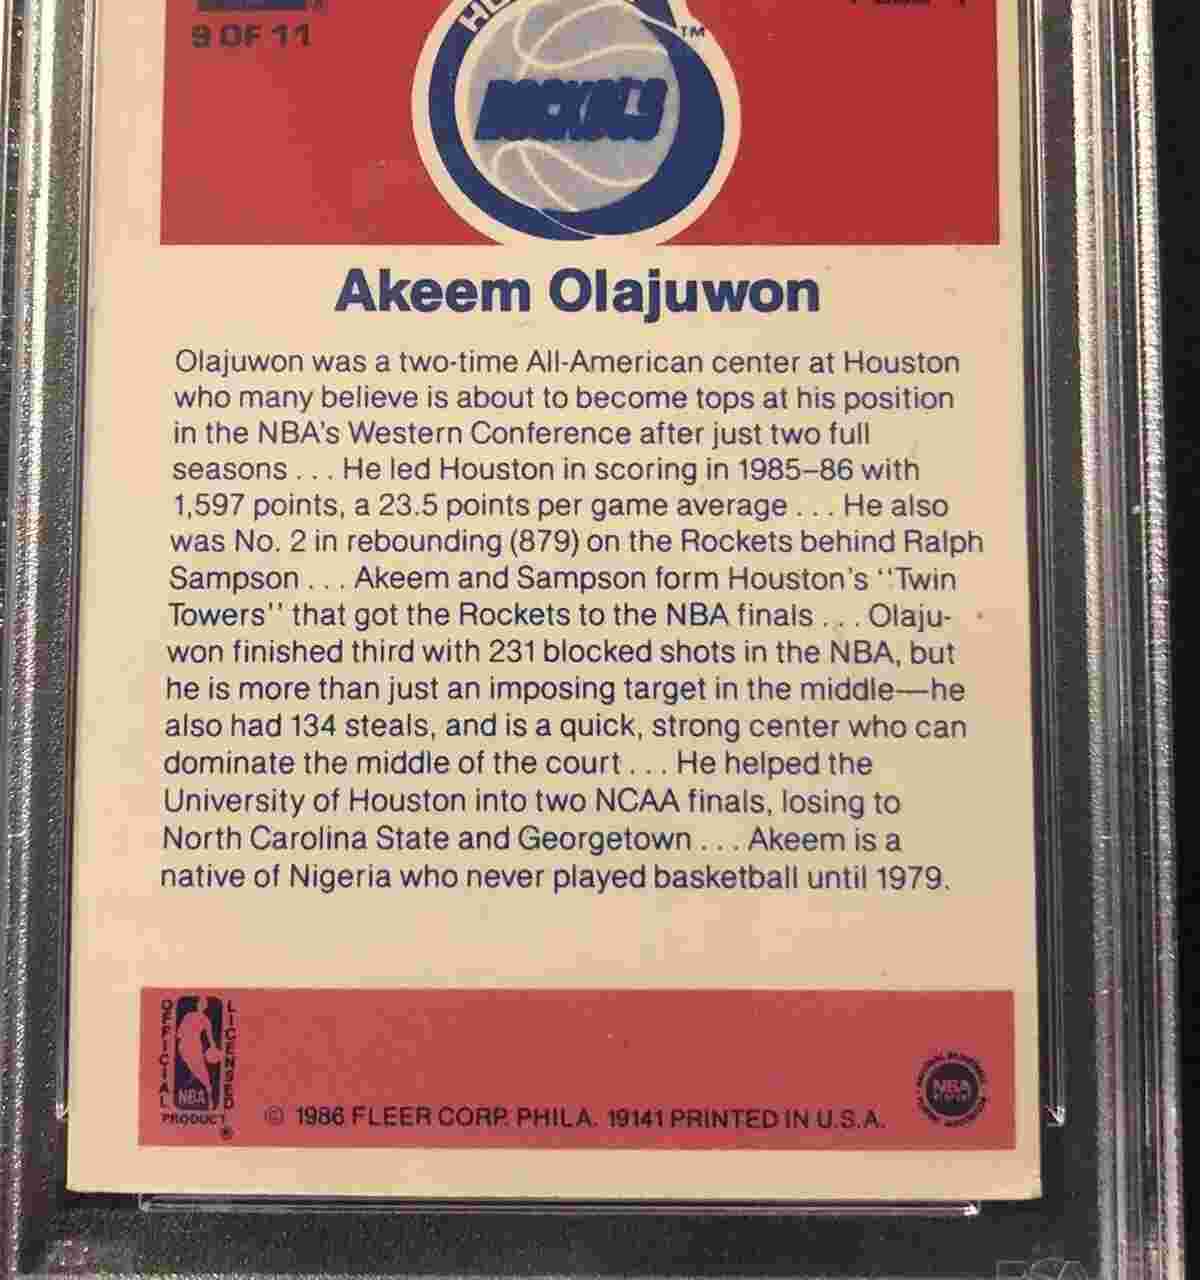 9 OF 11
TM
ROCKETS
Akeem Olajuwon
Olajuwon was a two-time All-American center at Houston
who many believe is about to become tops at his position
in the NBA's Western Conference after just two full
seasons . . . He led Houston in scoring in 1985–86 with
1,597 points, a 23.5 points per game average . . . He also
was No. 2 in rebounding (879) on the Rockets behind Ralph
Sampson . . . Akeem and Sampson form Houston's ''Twin
Towers'' that got the Rockets to the NBA finals . . . Olaju-
won finished third with 231 blocked shots in the NBA, but
he is more than just an imposing target in the middle—he
also had 134 steals, and is a quick, strong center who can
dominate the middle of the court . . . He helped the
University of Houston into two NCAA finals, losing to
North Carolina State and Georgetown . . . Akeem is a
native of Nigeria who never played basketball until 1979.
OFFICIAL
LICENSED
NBA
PRODUCT
®
© 1986 FLEER CORP. PHILA. 19141 PRINTED IN U.S.A.
NBA
PLAYERS